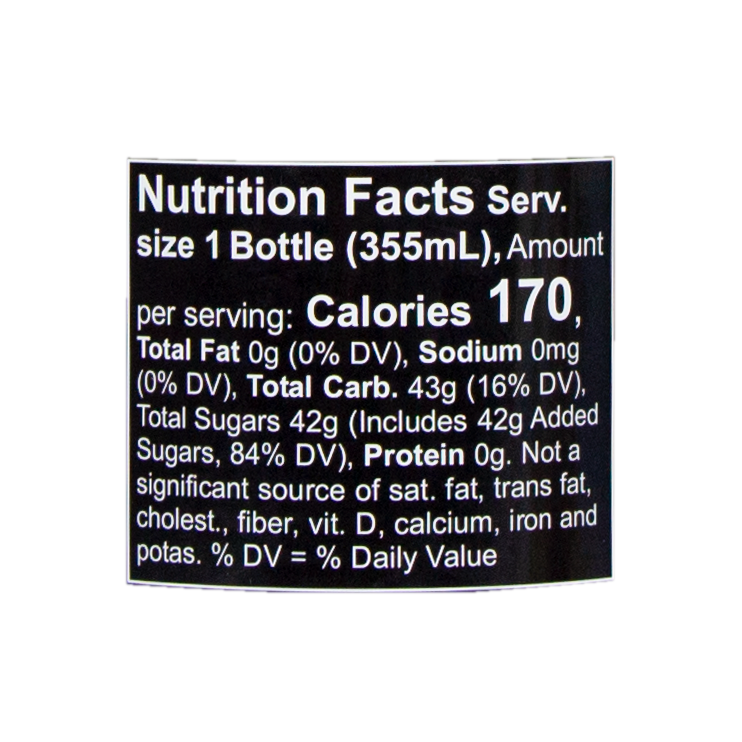 Nutrition Facts Serv.
size 1 Bottle (355mL), Amount
per serving: Calories 170,
Total Fat 0g (0% DV), Sodium 0mg
(0% DV), Total Carb. 43g (16% DV),
Total Sugars 42g (Includes 42g Added
Sugars, 84% DV), Protein 0g. Not a
significant source of sat. fat, trans fat,
cholest., fiber, vit. D, calcium, iron and
potas. % DV = % Daily Value